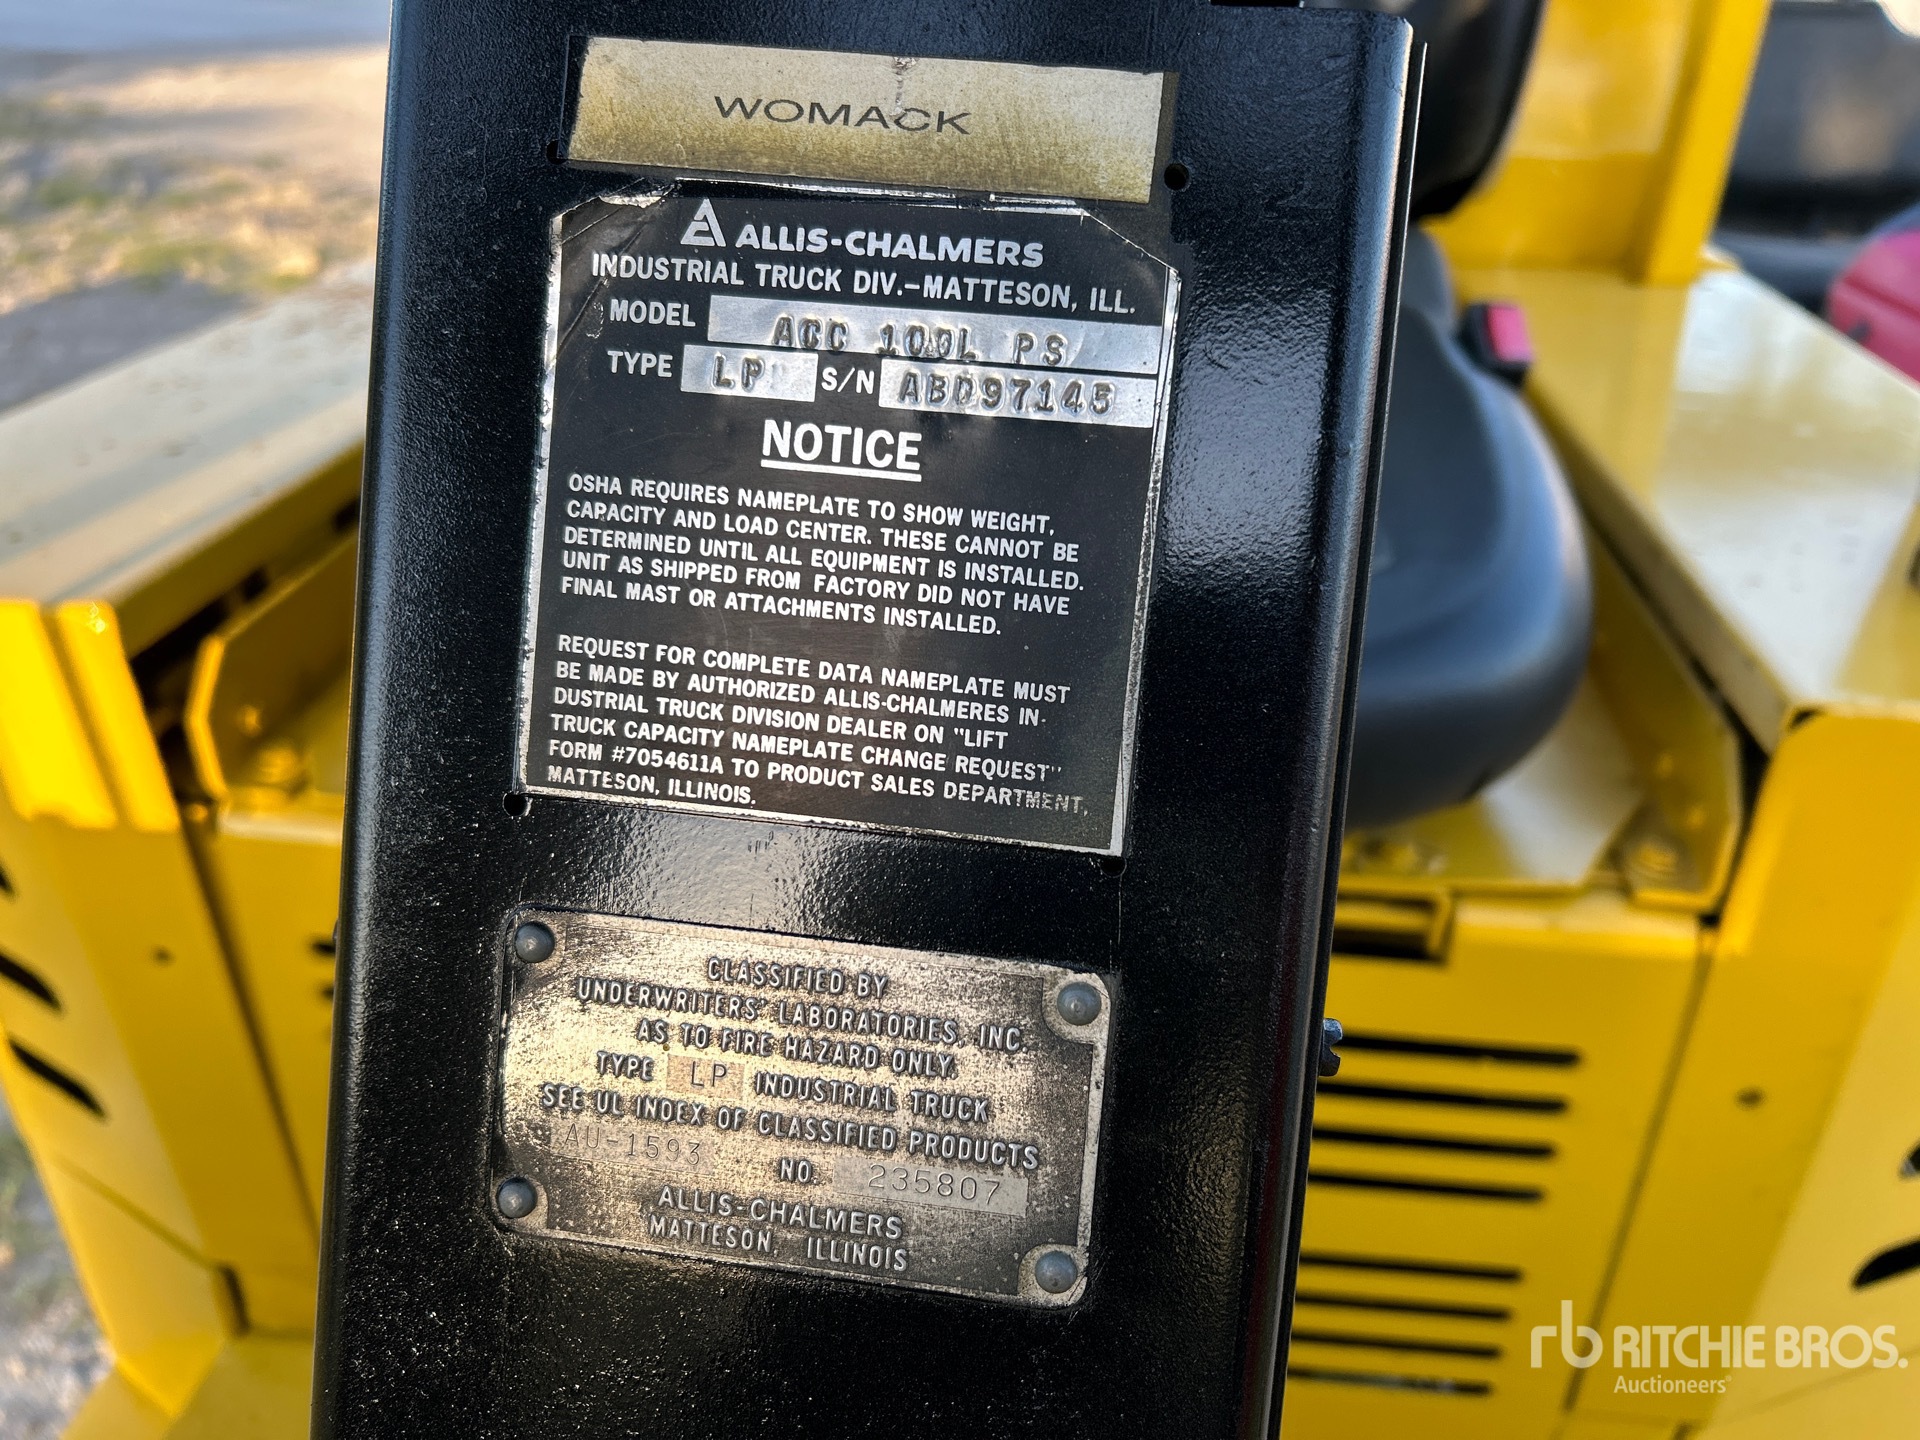 WOMACK
ALLIS-CHALMERS
INDUSTRIAL TRUCK DIV.-MATTESON, ILL.
MODEL ACC 100L PS
TYPE LP S/N ABD97145
NOTICE
OSHA REQUIRES NAMEPLATE TO SHOW WEIGHT,
CAPACITY AND LOAD CENTER. THESE CANNOT BE
DETERMINED UNTIL ALL EQUIPMENT IS INSTALLED.
UNIT AS SHIPPED FROM FACTORY DID NOT HAVE
FINAL MAST OR ATTACHMENTS INSTALLED.
REQUEST FOR COMPLETE DATA NAMEPLATE MUST
BE MADE BY AUTHORIZED ALLIS-CHALMERES IN-
DUSTRIAL TRUCK DIVISION DEALER ON "LIFT
TRUCK CAPACITY NAMEPLATE CHANGE REQUEST"
FORM #7054611A TO PRODUCT SALES DEPARTMENT,
MATTESON, ILLINOIS.
CLASSIFIED BY
UNDERWRITERS' LABORATORIES, INC.
AS TO FIRE HAZARD ONLY.
TYPE LP INDUSTRIAL TRUCK
SEE UL INDEX OF CLASSIFIED PRODUCTS
AU-1593 NO. 235807
ALLIS-CHALMERS
MATTESON, ILLINOIS
rb RITCHIE BROS.
Auctioneers